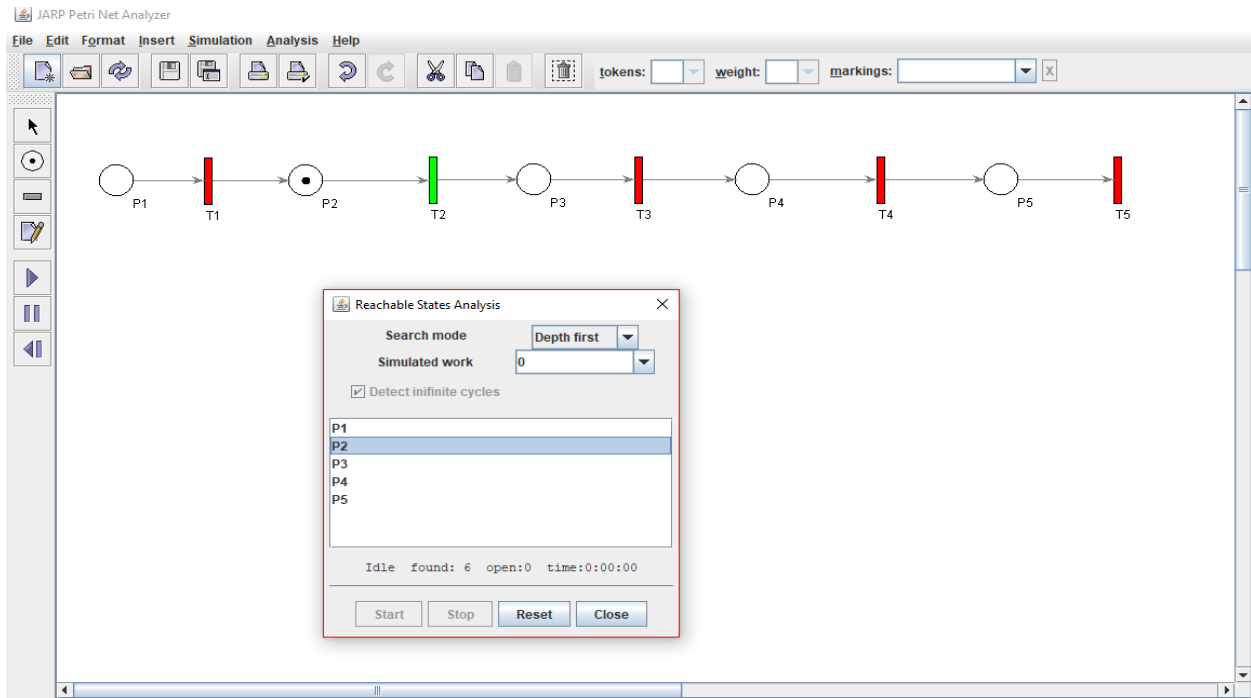 JARP Petri Net Analyzer
File Edit Format Insert Simulation Analysis Help
tokens: weight: markings: X
P1 T1 P2 T2 P3 T3 P4 T4 P5 T5
Reachable States Analysis
Search mode Depth first
Simulated work 0
Detect inifinite cycles
P1
P2
P3
P4
P5
Idle found: 6 open:0 time:0:00:00
Start Stop Reset Close